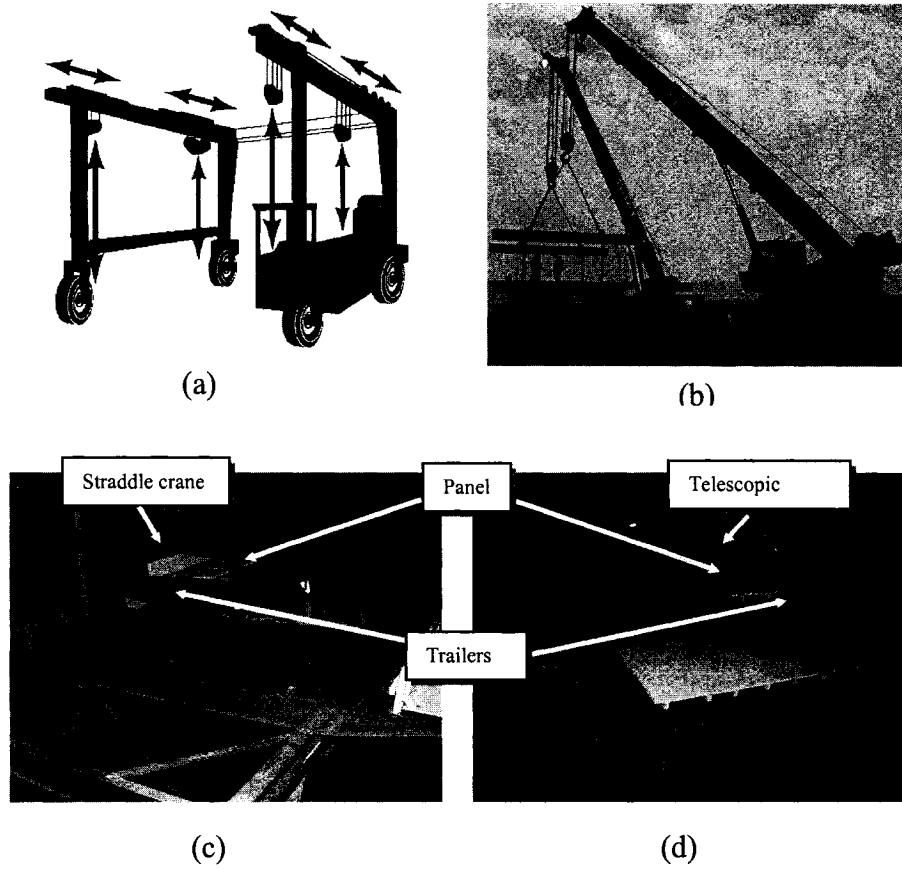 (a)
(b)
Straddle crane
Panel
Telescopic
Trailers
(c)
(d)